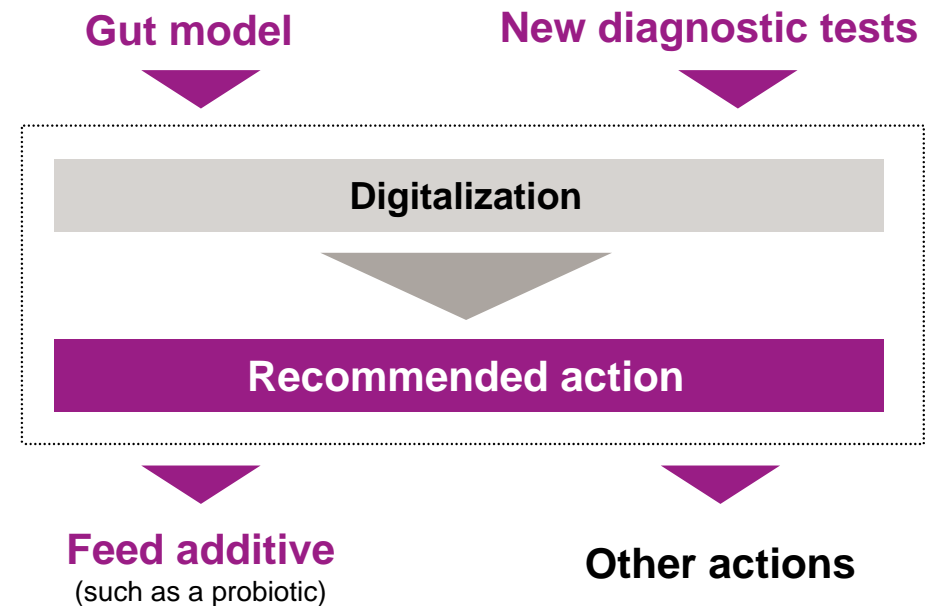 Gut model
New diagnostic tests
Digitalization
Recommended action
Feed additive
(such as a probiotic)
Other actions